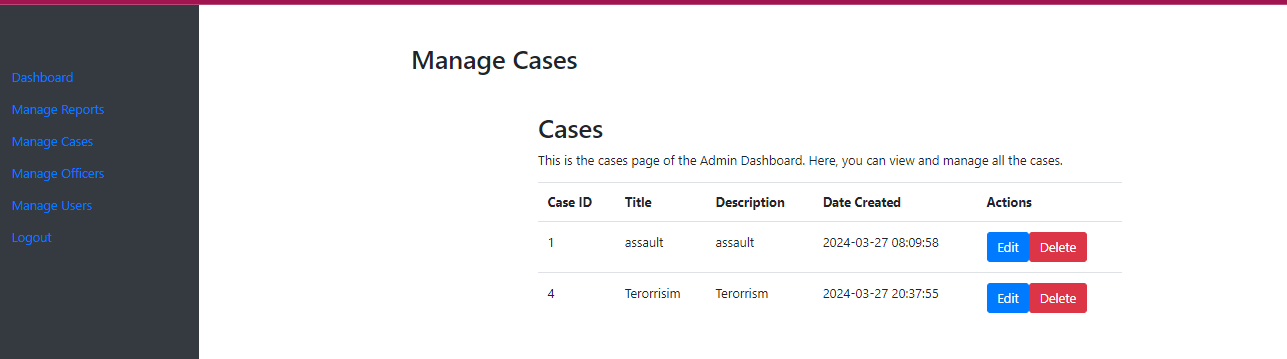 Dashboard
Manage Reports
Manage Cases
Manage Officers
Manage Users
Logout
Manage Cases
Cases
This is the cases page of the Admin Dashboard. Here, you can view and manage all the cases.
Case ID Title Description Date Created Actions
1 assault assault 2024-03-27 08:09:58 Edit Delete
4 Terorrisim Terorrism 2024-03-27 20:37:55 Edit Delete